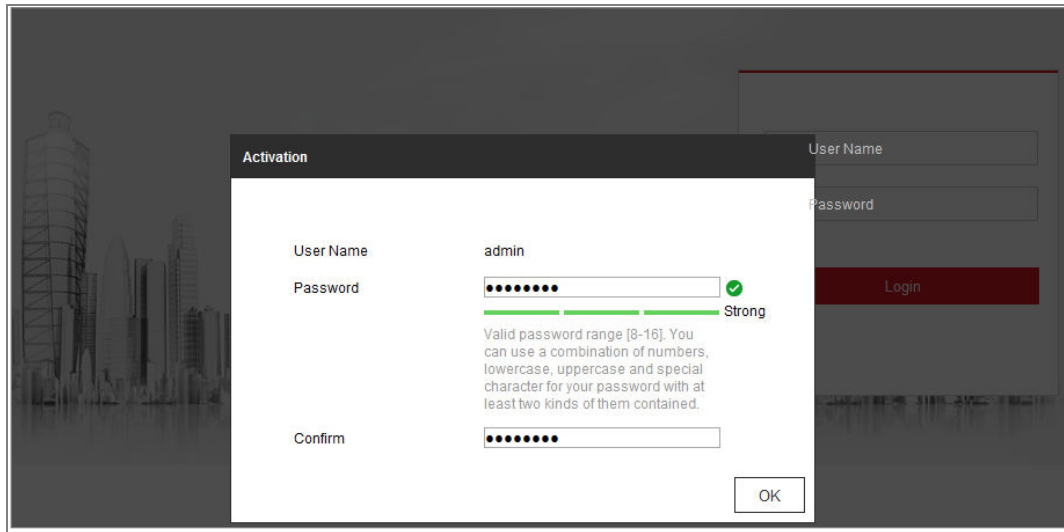 Activation
User Name
admin
Password
••••••••
Strong
Valid password range [8-16]. You
can use a combination of numbers,
lowercase, uppercase and special
character for your password with at
least two kinds of them contained.
Confirm
••••••••
OK
User Name
Password
Login